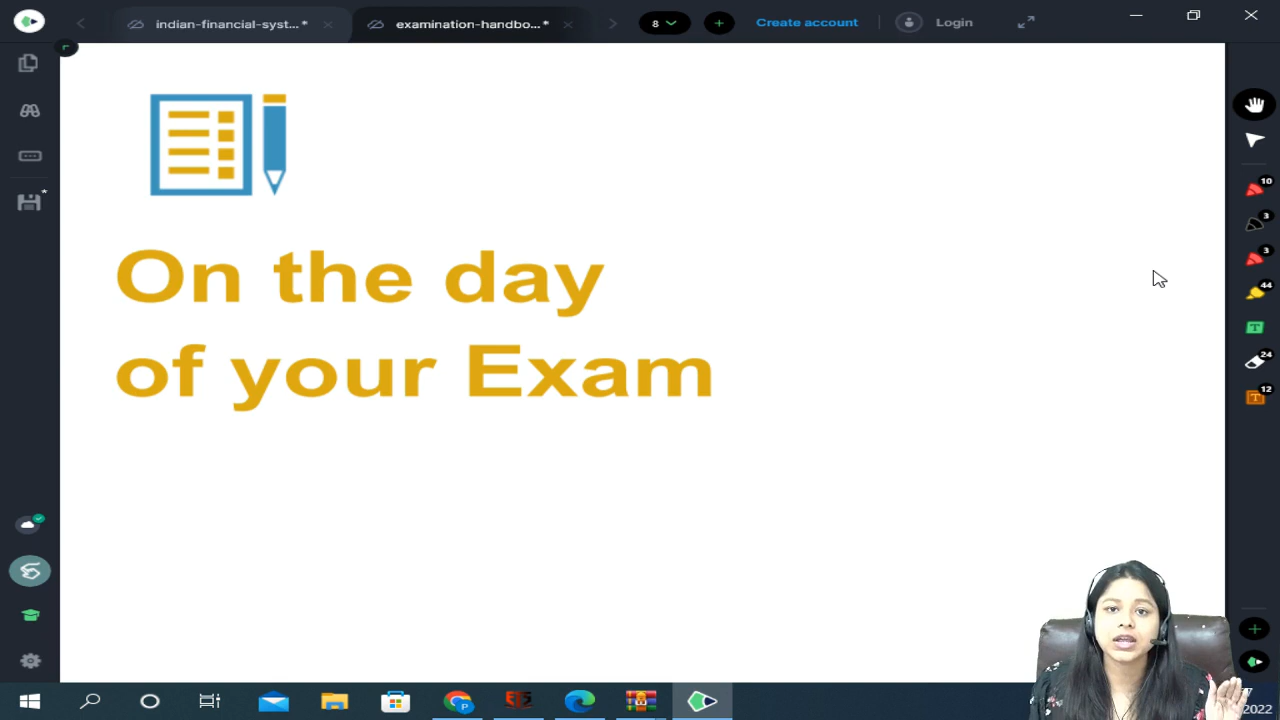 indian-financial-syst...*
examination-handbo...*
8
Create account
Login
10
3
3
44
T
24
T
12
On the day
of your Exam
P
2022